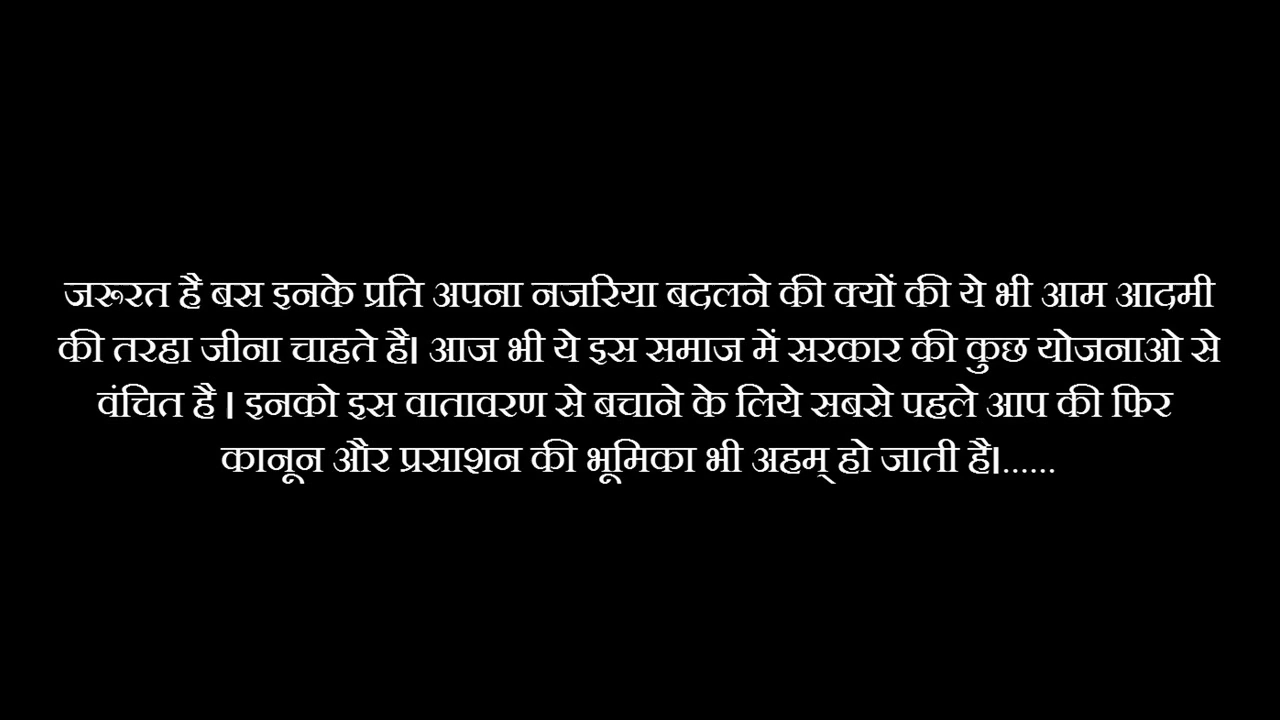 जरूरत है बस इनके प्रति अपना नजरिया बदलने की क्यों की ये भी आम आदमी
की तरहा जीना चाहते है। आज भी ये इस समाज में सरकार की कुछ योजनाओ से
वंचित है । इनको इस वातावरण से बचाने के लिये सबसे पहले आप की फिर
कानून और प्रसाशन की भूमिका भी अहम् हो जाती है।......